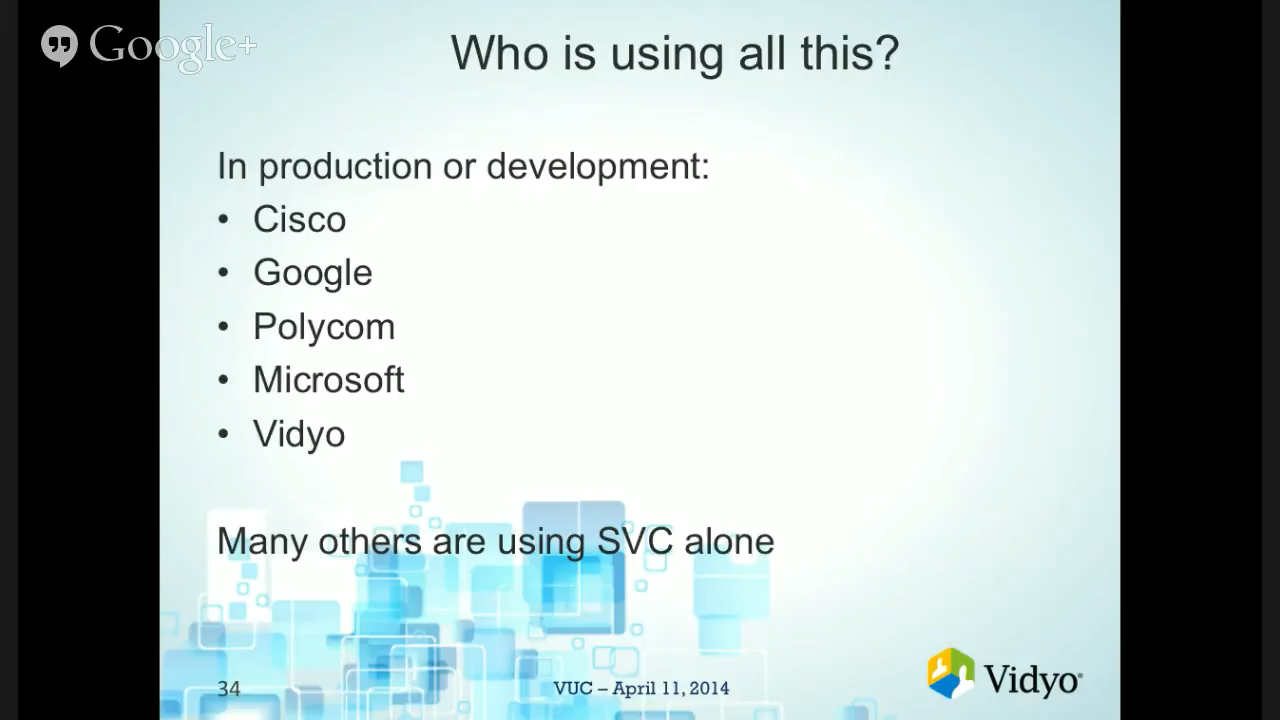 Google+
Who is using all this?
In production or development:
• Cisco
• Google
• Polycom
• Microsoft
• Vidyo
Many others are using SVC alone
34
VUC – April 11, 2014
Vidyo®